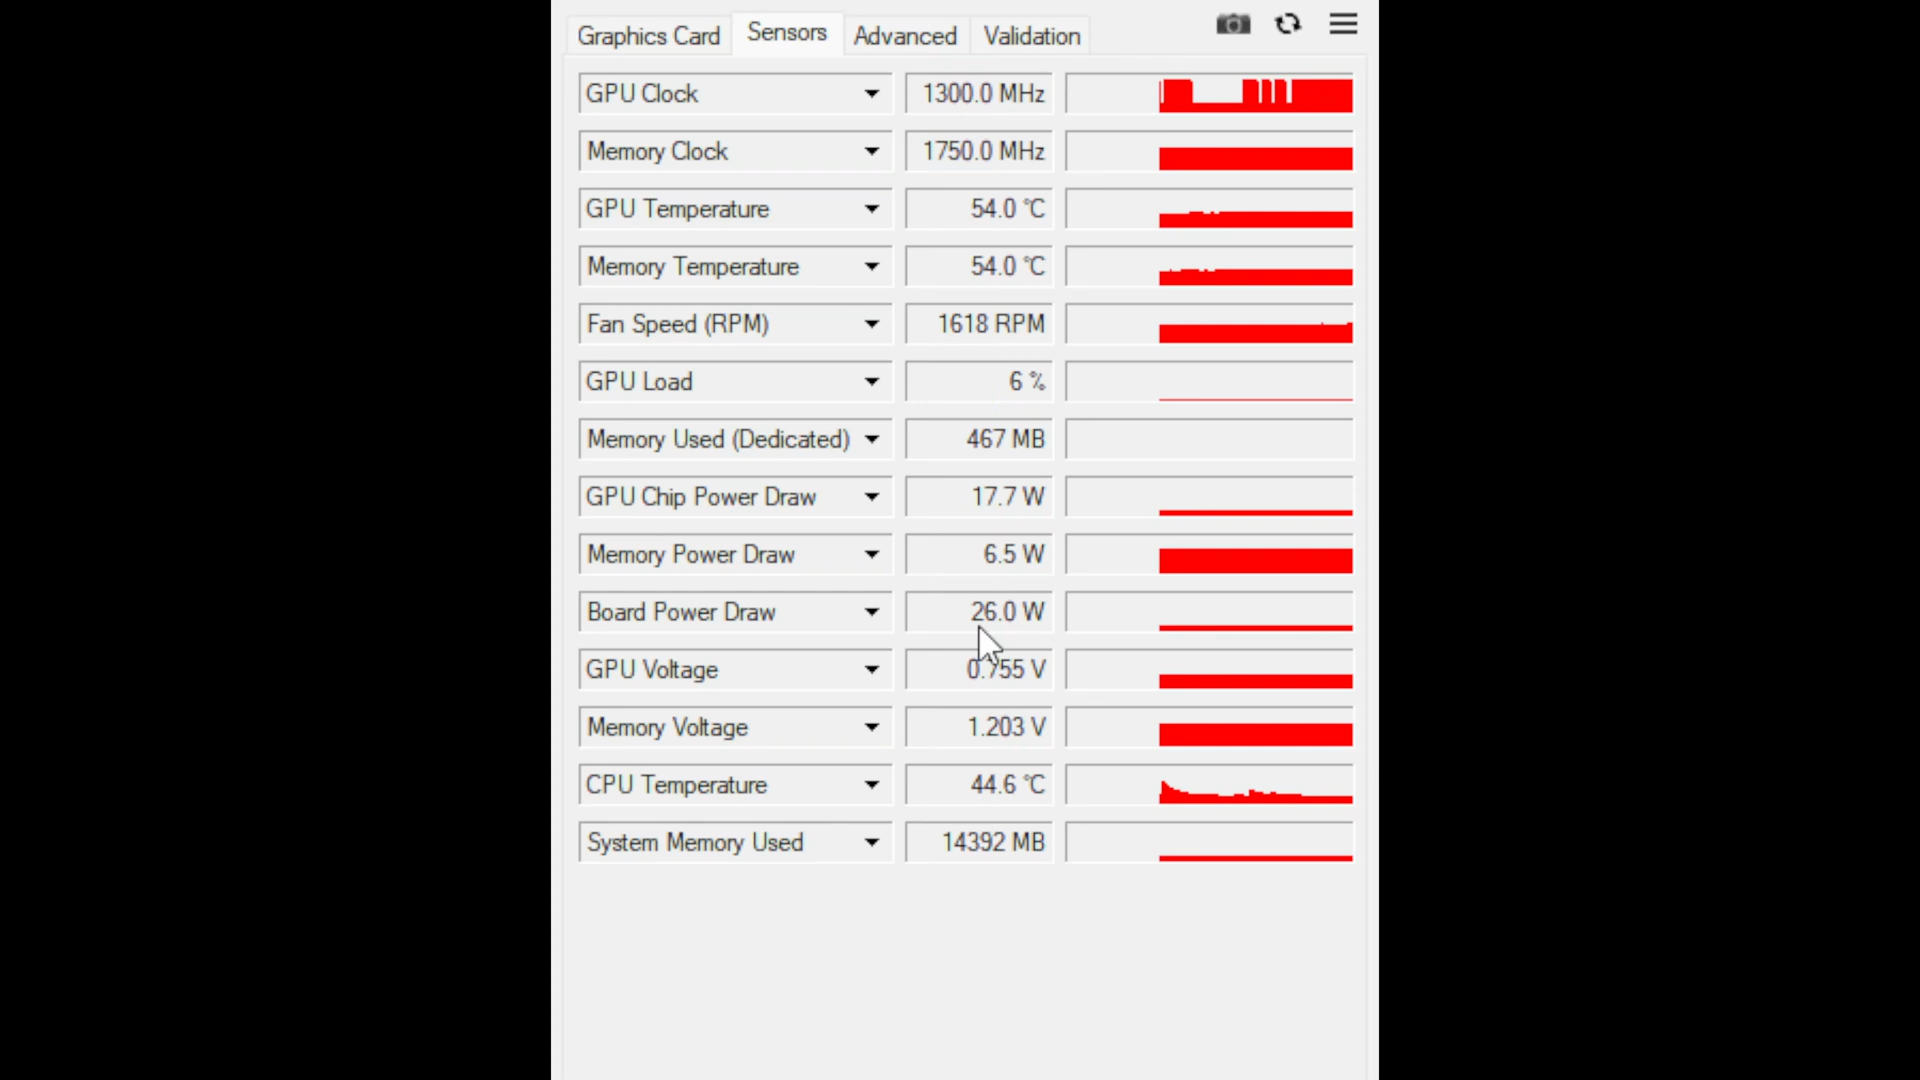 Graphics Card Sensors Advanced Validation
GPU Clock 1300.0 MHz
Memory Clock 1750.0 MHz
GPU Temperature 54.0 °C
Memory Temperature 54.0 °C
Fan Speed (RPM) 1618 RPM
GPU Load 6 %
Memory Used (Dedicated) 467 MB
GPU Chip Power Draw 17.7 W
Memory Power Draw 6.5 W
Board Power Draw 26.0 W
GPU Voltage 0.755 V
Memory Voltage 1.203 V
CPU Temperature 44.6 °C
System Memory Used 14392 MB